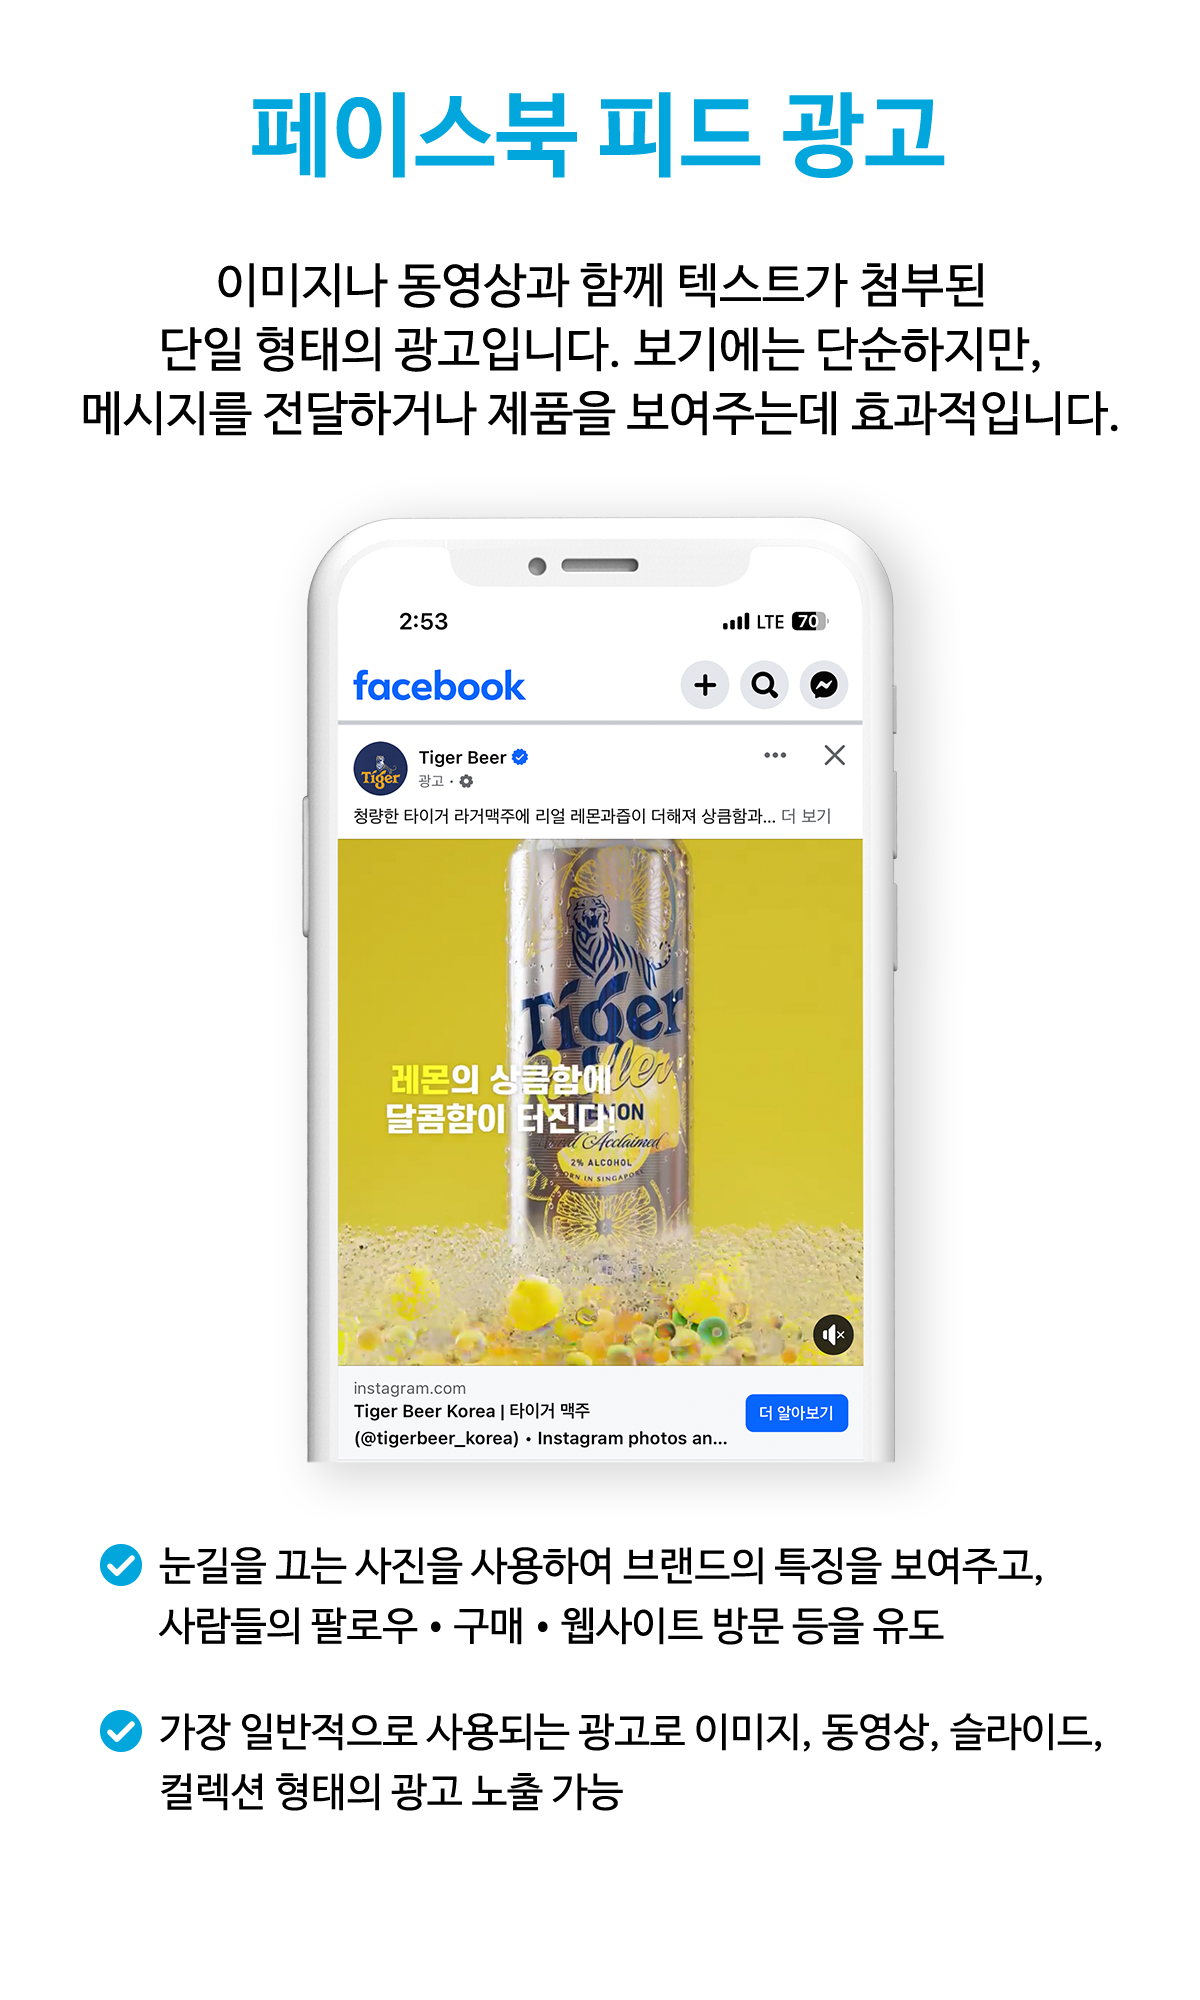 페이스북 피드 광고
이미지나 동영상과 함께 텍스트가 첨부된
단일 형태의 광고입니다. 보기에는 단순하지만,
메시지를 전달하거나 제품을 보여주는데 효과적입니다.
2:53
LTE 70
facebook
Tiger
Tiger Beer
광고 ·
청량한 타이거 라거맥주에 리얼 레몬과즙이 더해져 상큼함과... 더 보기
Tiger
레몬의 상큼함에
달콤함이 터진다!
Acclaimed
2% ALCOHOL
IN SINGAPORE
instagram.com
Tiger Beer Korea | 타이거 맥주
(@tigerbeer_korea) • Instagram photos an...
더 알아보기
눈길을 끄는 사진을 사용하여 브랜드의 특징을 보여주고,
사람들의 팔로우 • 구매 • 웹사이트 방문 등을 유도
가장 일반적으로 사용되는 광고로 이미지, 동영상, 슬라이드,
컬렉션 형태의 광고 노출 가능